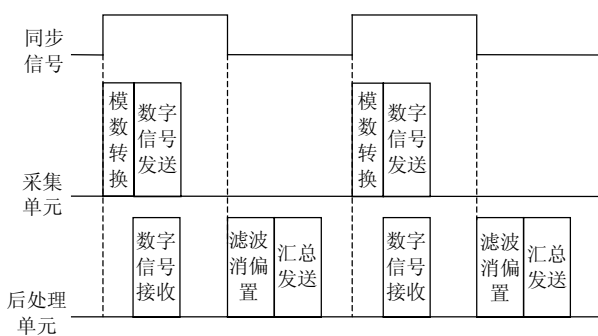 同步
信号
模
数
转
换
数字
信号
发送
模
数
转
换
数字
信号
发送
采集
单元
数字
信号
接收
滤波
消偏
置
汇总
发送
数字
信号
接收
滤波
消偏
置
汇总
发送
后处理
单元